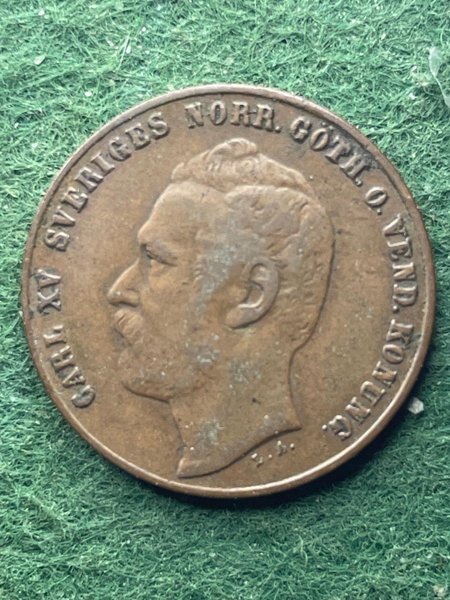 CARL XV SVERIGES NORR. GÖTH. O. VEND. KONUNG.
L. A.